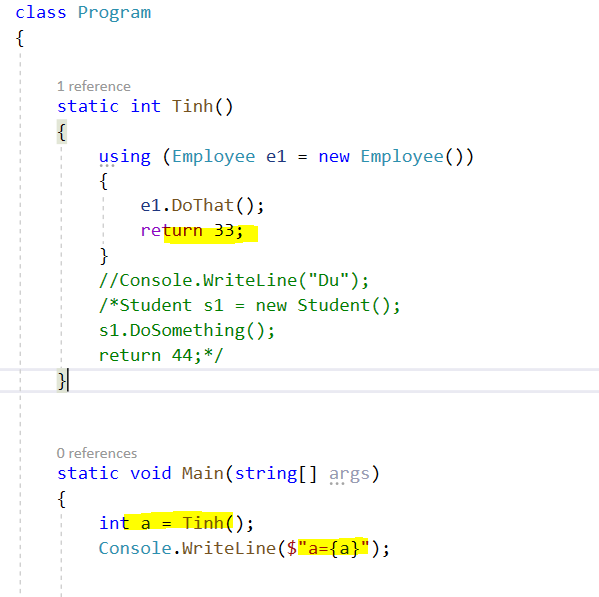 class Program
{
1 reference
static int Tinh()
{
using (Employee e1 = new Employee())
{
e1.DoThat();
return 33;
}
//Console.WriteLine("Du");
/*Student s1 = new Student();
s1.DoSomething();
return 44;*/
}
0 references
static void Main(string[] args)
{
int a = Tinh();
Console.WriteLine($"a={a}");